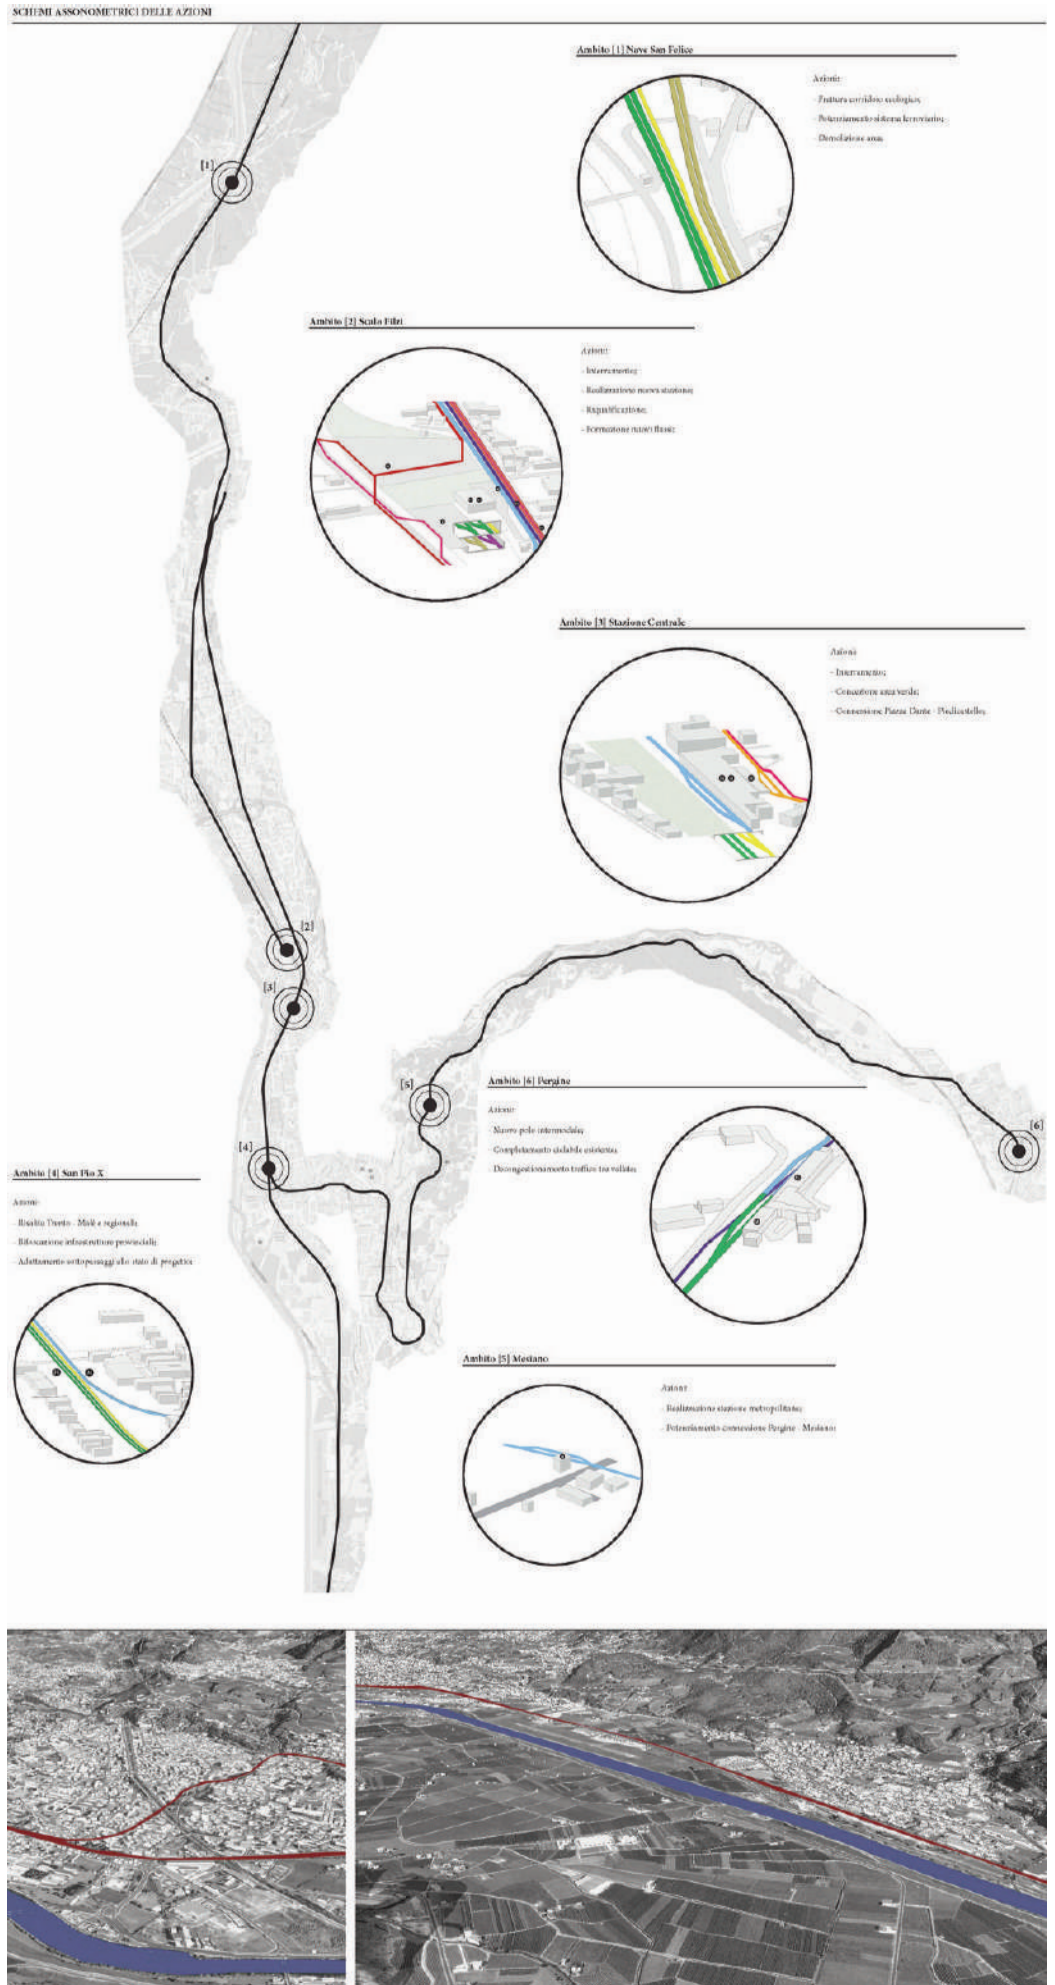 SCHEMI ASSONOMETRICI DELLE AZIONI
Ambito [1] Nave San Felice
Azioni:
- Frattura corridoio ecologico;
- Potenziamento sistema ferroviario;
- Demolizione area;
[1]
Ambito [2] Scalo Filzi
Azioni:
- Interramento;
- Realizzazione nuova stazione;
- Riqualificazione;
- Formazione nuovi flussi;
Ambito [3] Stazione Centrale
Azioni:
- Interramento;
- Concezione area verde;
- Connessione Piazza Dante - Piedicastello;
[2]
[3]
[5]
Ambito [6] Pergine
Azioni:
- Nuovo polo intermodale;
- Completamento ciclabile esistente;
- Decongestionamento traffico tra vallate;
[6]
[4]
Ambito [4] San Pio X
Azioni:
- Risalita Trento - Malè e regionale
- Bifurcazione infrastrutture provinciali;
- Adattamento sottopassaggi allo stato di progetto;
Ambito [5] Mesiano
Azioni:
- Realizzazione stazione metropolitana;
- Potenziamento connessione Pergine - Mesiano;